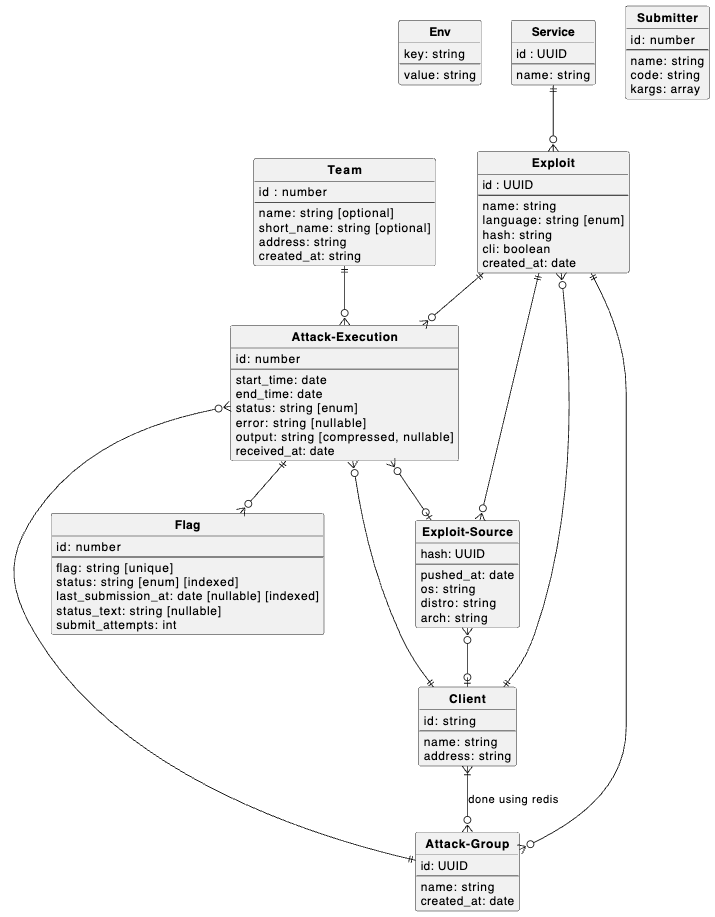 Env
key: string
value: string
Service
id : UUID
name: string
Submitter
id: number
name: string
code: string
kargs: array
Team
id : number
name: string [optional]
short_name: string [optional]
address: string
created_at: string
Exploit
id : UUID
name: string
language: string [enum]
hash: string
cli: boolean
created_at: date
Attack-Execution
id: number
start_time: date
end_time: date
status: string [enum]
error: string [nullable]
output: string [compressed, nullable]
received_at: date
Flag
id: number
flag: string [unique]
status: string [enum] [indexed]
last_submission_at: date [nullable] [indexed]
status_text: string [nullable]
submit_attempts: int
Exploit-Source
hash: UUID
pushed_at: date
os: string
distro: string
arch: string
Client
id: string
name: string
address: string
done using redis
Attack-Group
id: UUID
name: string
created_at: date